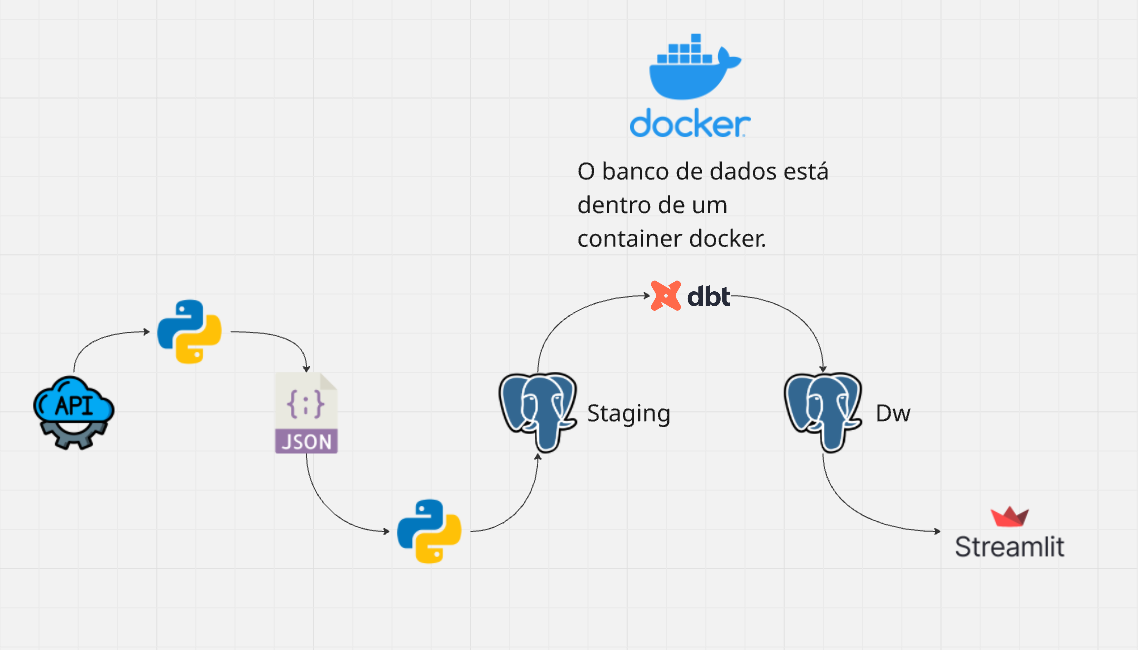 docker
O banco de dados está
dentro de um
container docker.
dbt
API
{;}
JSON
Staging
Dw
Streamlit